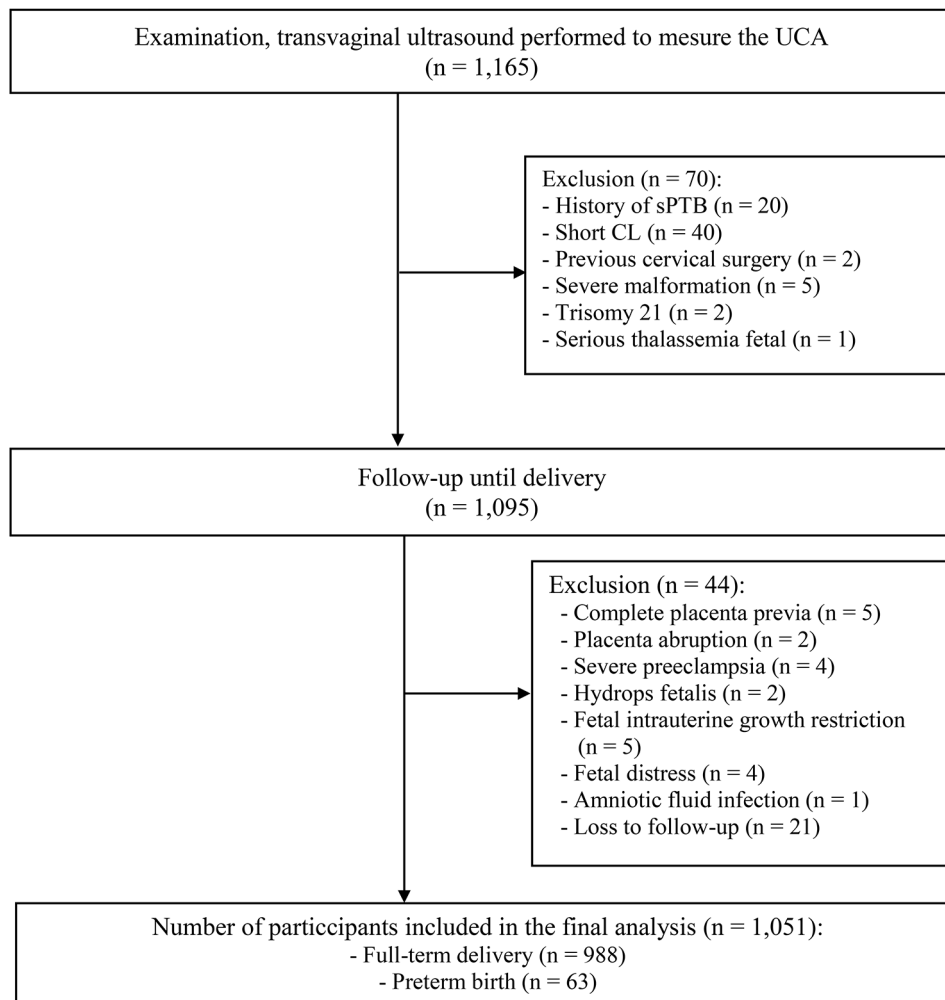 Examination, transvaginal ultrasound performed to mesure the UCA
(n = 1,165)
Exclusion (n = 70):
- History of sPTB (n = 20)
- Short CL (n = 40)
- Previous cervical surgery (n = 2)
- Severe malformation (n = 5)
- Trisomy 21 (n = 2)
- Serious thalassemia fetal (n = 1)
Follow-up until delivery
(n = 1,095)
Exclusion (n = 44):
- Complete placenta previa (n = 5)
- Placenta abruption (n = 2)
- Severe preeclampsia (n = 4)
- Hydrops fetalis (n = 2)
- Fetal intrauterine growth restriction
(n = 5)
- Fetal distress (n = 4)
- Amniotic fluid infection (n = 1)
- Loss to follow-up (n = 21)
Number of particcipants included in the final analysis (n = 1,051):
- Full-term delivery (n = 988)
- Preterm birth (n = 63)